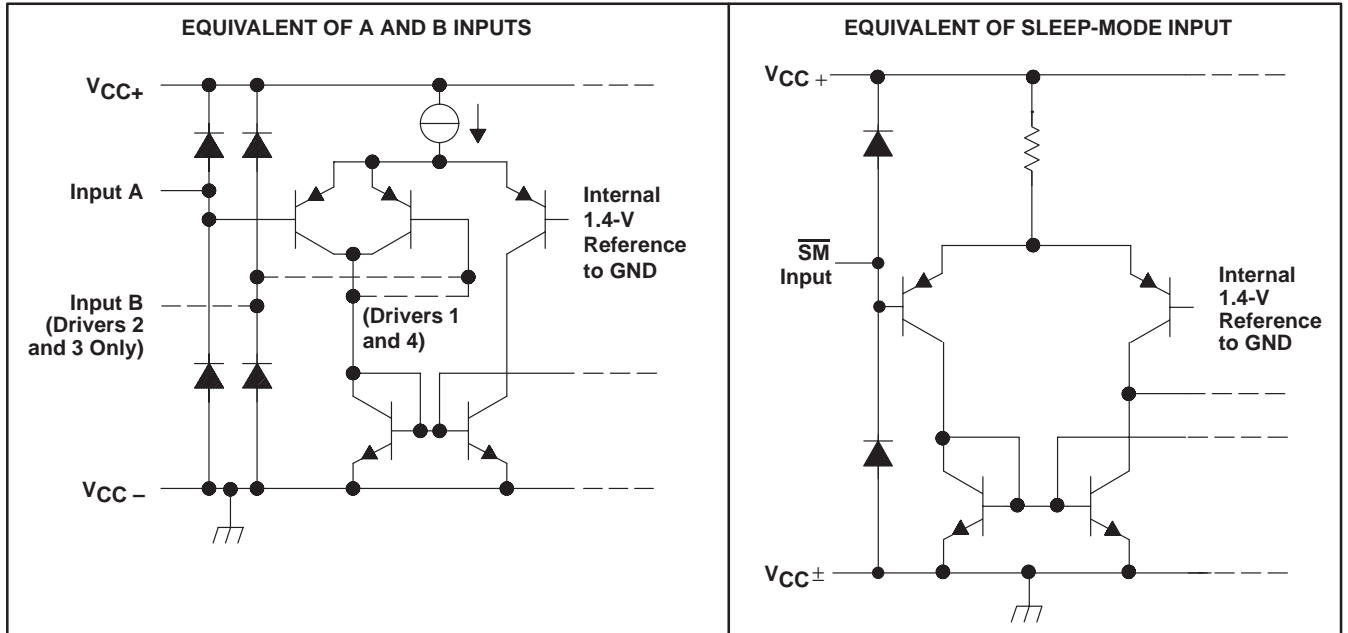 EQUIVALENT OF A AND B INPUTS
VCC+
Input A
Internal
1.4-V
Reference
to GND
Input B
(Drivers 2
and 3 Only)
(Drivers 1
and 4)
VCC –
EQUIVALENT OF SLEEP-MODE INPUT
VCC +
SM
Input
Internal
1.4-V
Reference
to GND
VCC ±